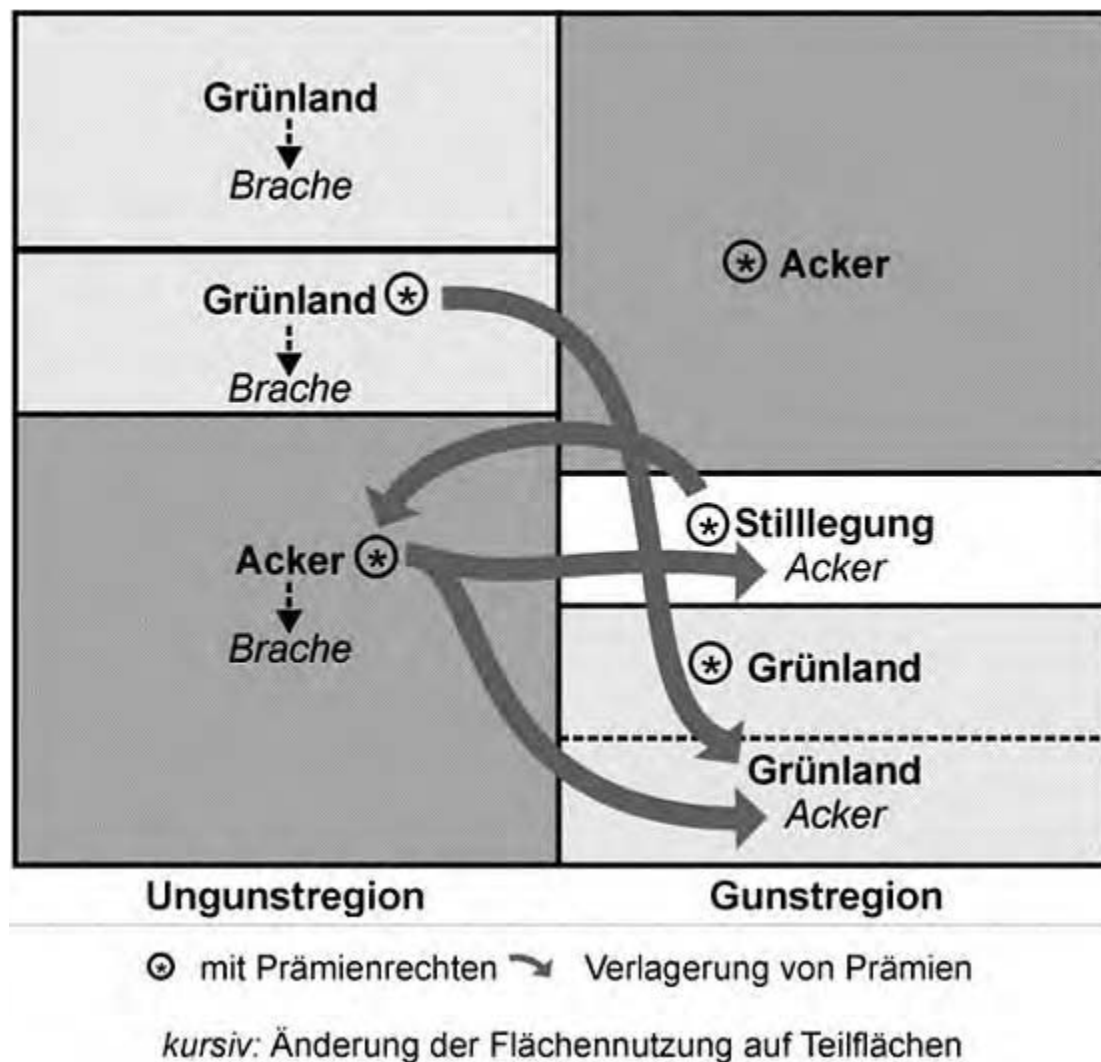 Grünland
Brache
Grünland
Brache
Acker
Brache
Acker
Stilllegung
Acker
Grünland
Grünland
Acker
Ungunstregion
Gunstregion
mit Prämienrechten
Verlagerung von Prämien
kursiv: Änderung der Flächennutzung auf Teilflächen